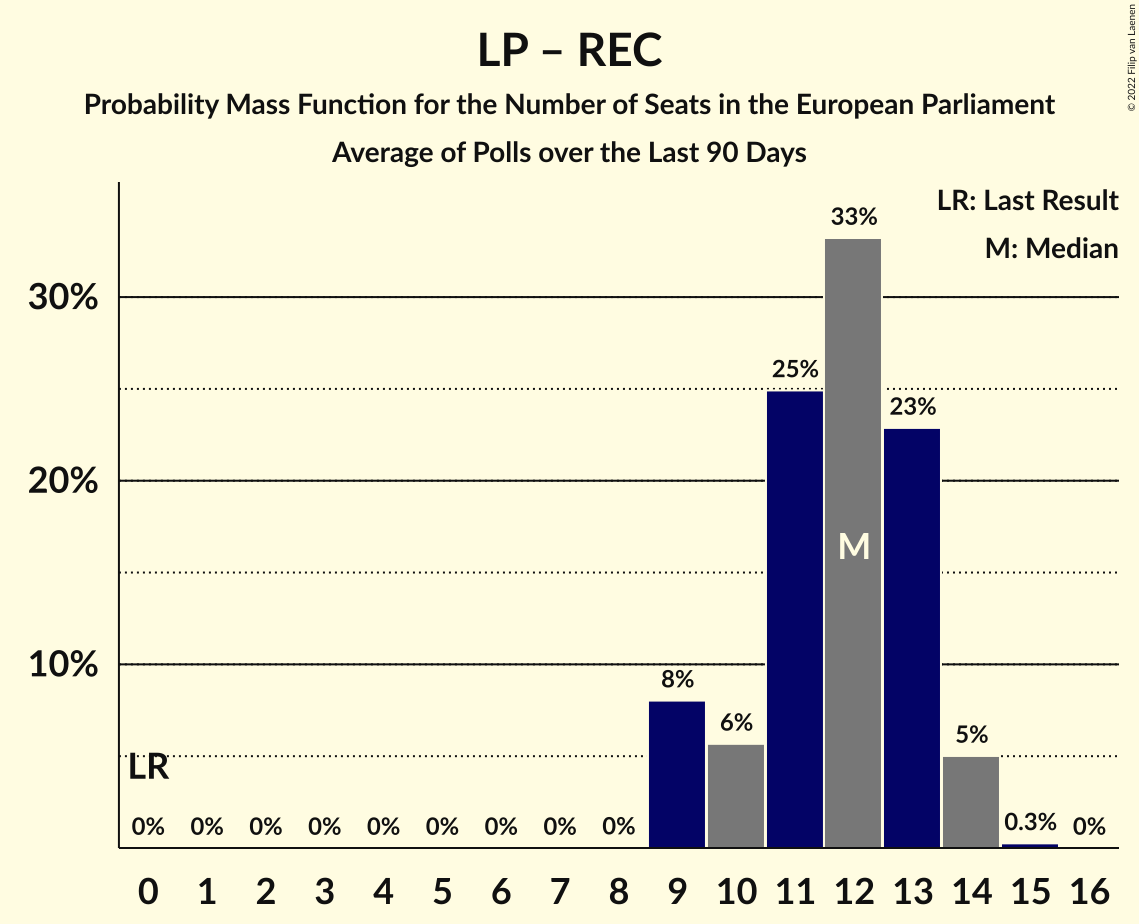 LP – REC
Probability Mass Function for the Number of Seats in the European Parliament
Average of Polls over the Last 90 Days
© 2022 Filip van Laenen
LR: Last Result
M: Median
30%
20%
10%
33%
25%
23%
M
8%
6%
5%
LR
0% 0% 0% 0% 0% 0% 0% 0% 0% 0.3% 0%
0 1 2 3 4 5 6 7 8 9 10 11 12 13 14 15 16